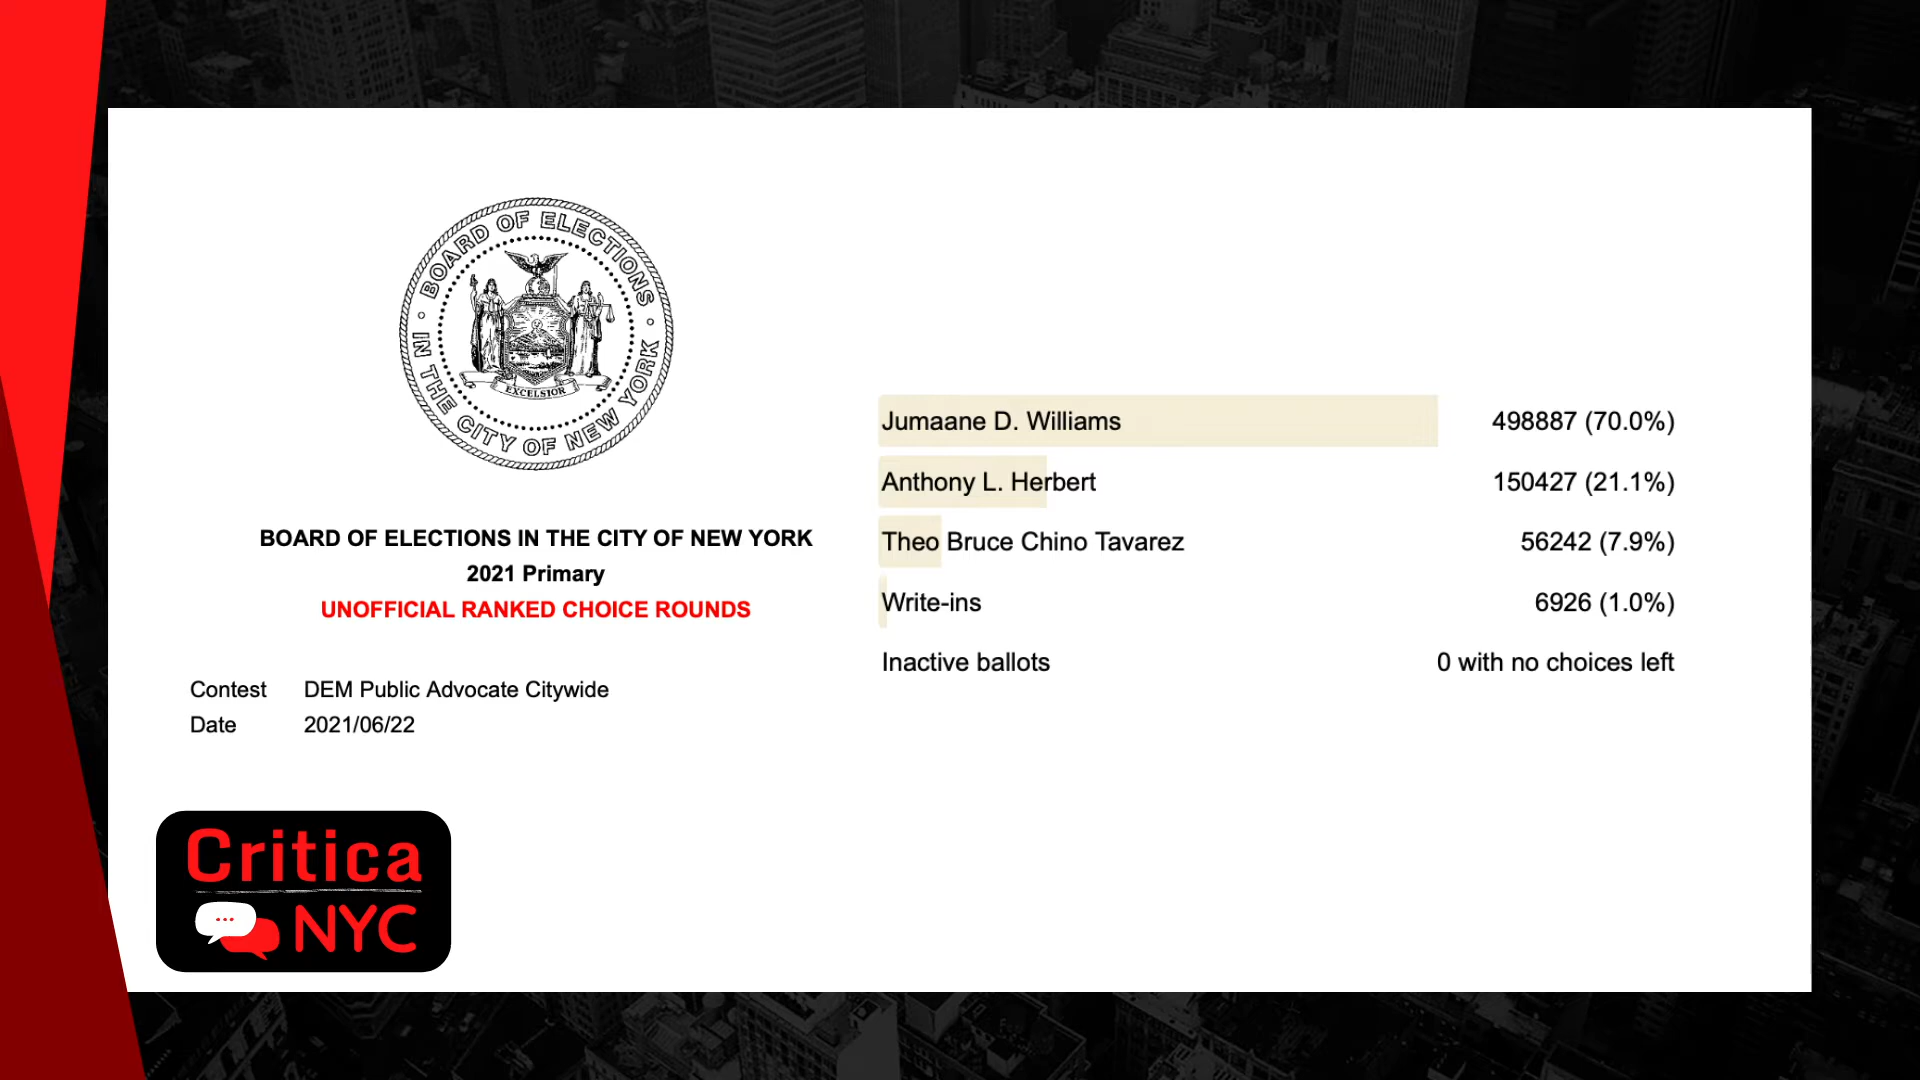 BOARD OF ELECTIONS
IN THE CITY OF NEW YORK
EXCELSIOR
BOARD OF ELECTIONS IN THE CITY OF NEW YORK
2021 Primary
UNOFFICIAL RANKED CHOICE ROUNDS
Contest DEM Public Advocate Citywide
Date 2021/06/22
Jumaane D. Williams 498887 (70.0%)
Anthony L. Herbert 150427 (21.1%)
Theo Bruce Chino Tavarez 56242 (7.9%)
Write-ins 6926 (1.0%)
Inactive ballots 0 with no choices left
Critica
NYC